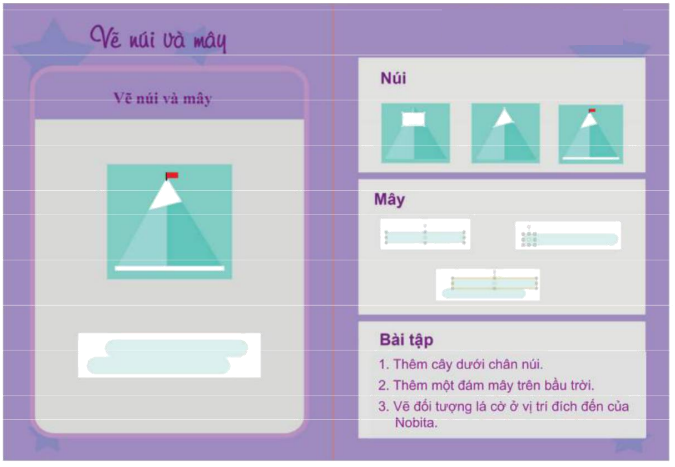 Vẽ núi và mây
Vẽ núi và mây
Núi
Mây
Bài tập
1. Thêm cây dưới chân núi.
2. Thêm một đám mây trên bầu trời.
3. Vẽ đối tượng lá cờ ở vị trí đích đến của
Nobita.